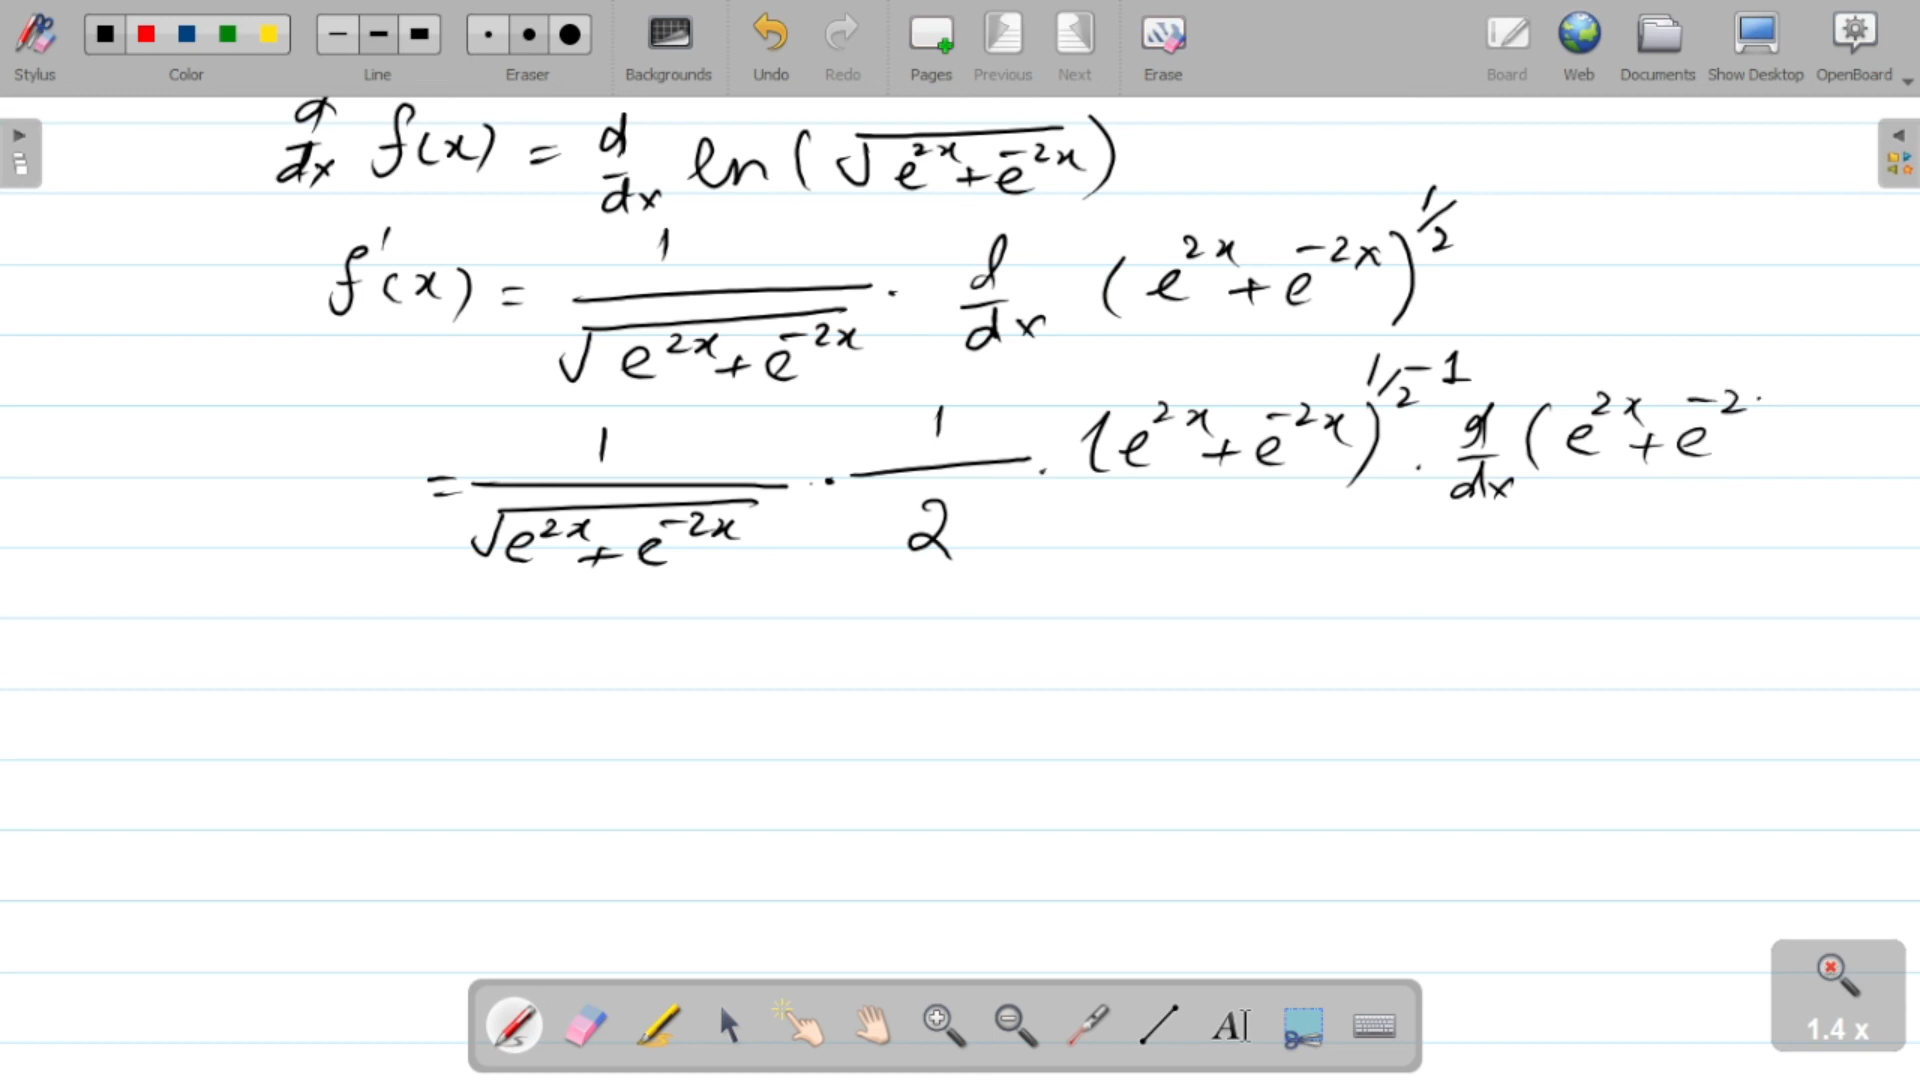 Stylus Color Line Eraser Backgrounds Undo Redo Pages Previous Next Erase Board Web Documents Show Desktop OpenBoard
d/dx f(x) = d/dx ln(√(e^{2x}+e^{-2x}))
f'(x) = 1/√(e^{2x}+e^{-2x}) · d/dx (e^{2x}+e^{-2x})^{1/2}
= 1/√(e^{2x}+e^{-2x}) · 1/2 · (e^{2x}+e^{-2x})^{1/2-1} · d/dx (e^{2x}+e^{-2
1.4 x